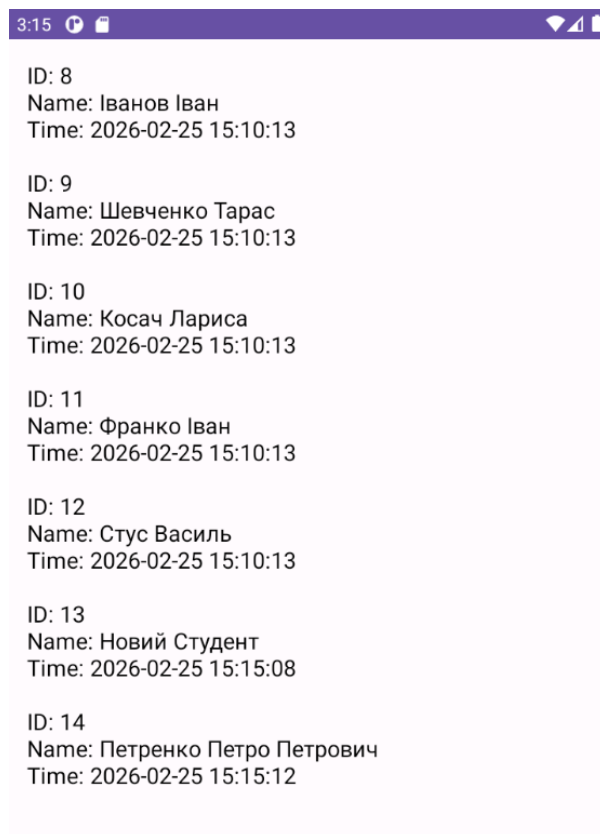 3:15
ID: 8
Name: Іванов Іван
Time: 2026-02-25 15:10:13
ID: 9
Name: Шевченко Тарас
Time: 2026-02-25 15:10:13
ID: 10
Name: Косач Лариса
Time: 2026-02-25 15:10:13
ID: 11
Name: Франко Іван
Time: 2026-02-25 15:10:13
ID: 12
Name: Стус Василь
Time: 2026-02-25 15:10:13
ID: 13
Name: Новий Студент
Time: 2026-02-25 15:15:08
ID: 14
Name: Петренко Петро Петрович
Time: 2026-02-25 15:15:12